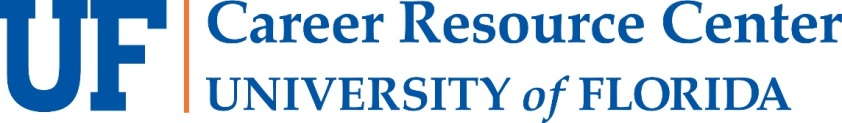 UF
Career Resource Center
UNIVERSITY of FLORIDA